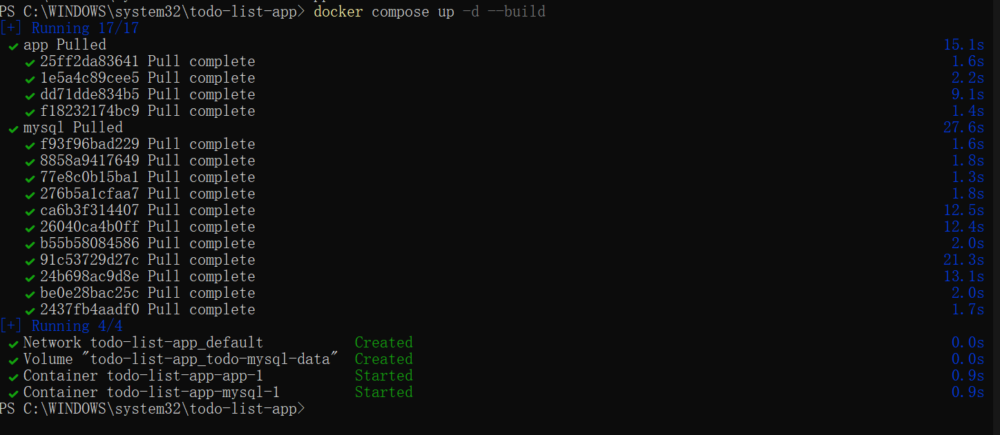 PS C:\WINDOWS\system32\todo-list-app> docker compose up -d --build
[+] Running 17/17
✔ app Pulled 15.1s
✔ 25ff2da83641 Pull complete 1.6s
✔ 1e5a4c89cee5 Pull complete 2.2s
✔ dd71dde834b5 Pull complete 9.1s
✔ f18232174bc9 Pull complete 1.4s
✔ mysql Pulled 27.6s
✔ f93f96bad229 Pull complete 1.6s
✔ 8858a9417649 Pull complete 1.8s
✔ 77e8c0b15ba1 Pull complete 1.3s
✔ 276b5a1cfaa7 Pull complete 1.8s
✔ ca6b3f314407 Pull complete 12.5s
✔ 26040ca4b0ff Pull complete 12.4s
✔ b55b58084586 Pull complete 2.0s
✔ 91c53729d27c Pull complete 21.3s
✔ 24b698ac9d8e Pull complete 13.1s
✔ be0e28bac25c Pull complete 2.0s
✔ 2437fb4aadf0 Pull complete 1.7s
[+] Running 4/4
✔ Network todo-list-app_default Created 0.0s
✔ Volume "todo-list-app_todo-mysql-data" Created 0.0s
✔ Container todo-list-app-app-1 Started 0.9s
✔ Container todo-list-app-mysql-1 Started 0.9s
PS C:\WINDOWS\system32\todo-list-app>